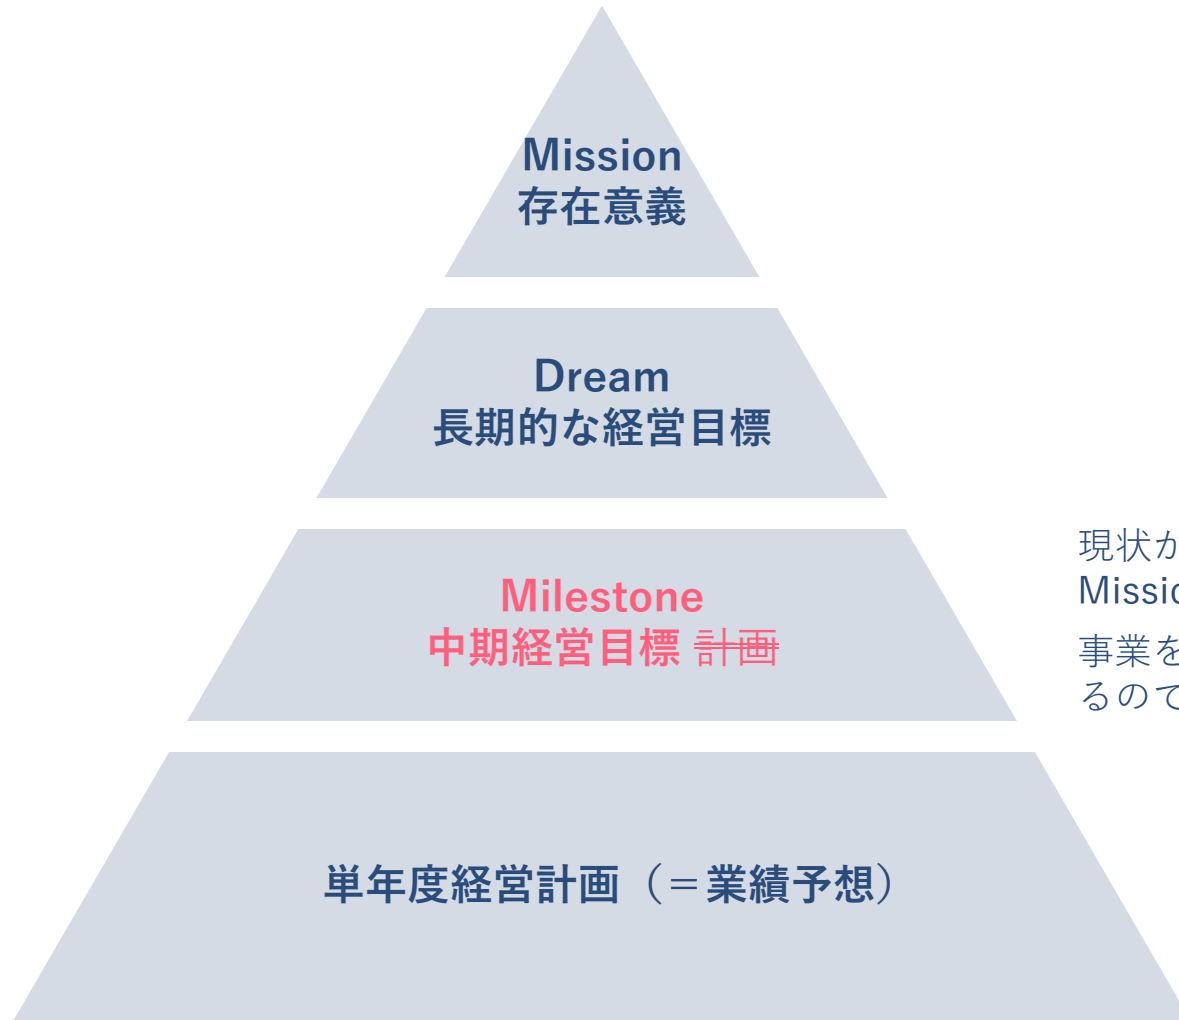 Mission
存在意義
Dream
長期的な経営目標
Milestone
中期経営目標 計画
現状か
Missio
事業を
るので
単年度経営計画（＝業績予想）